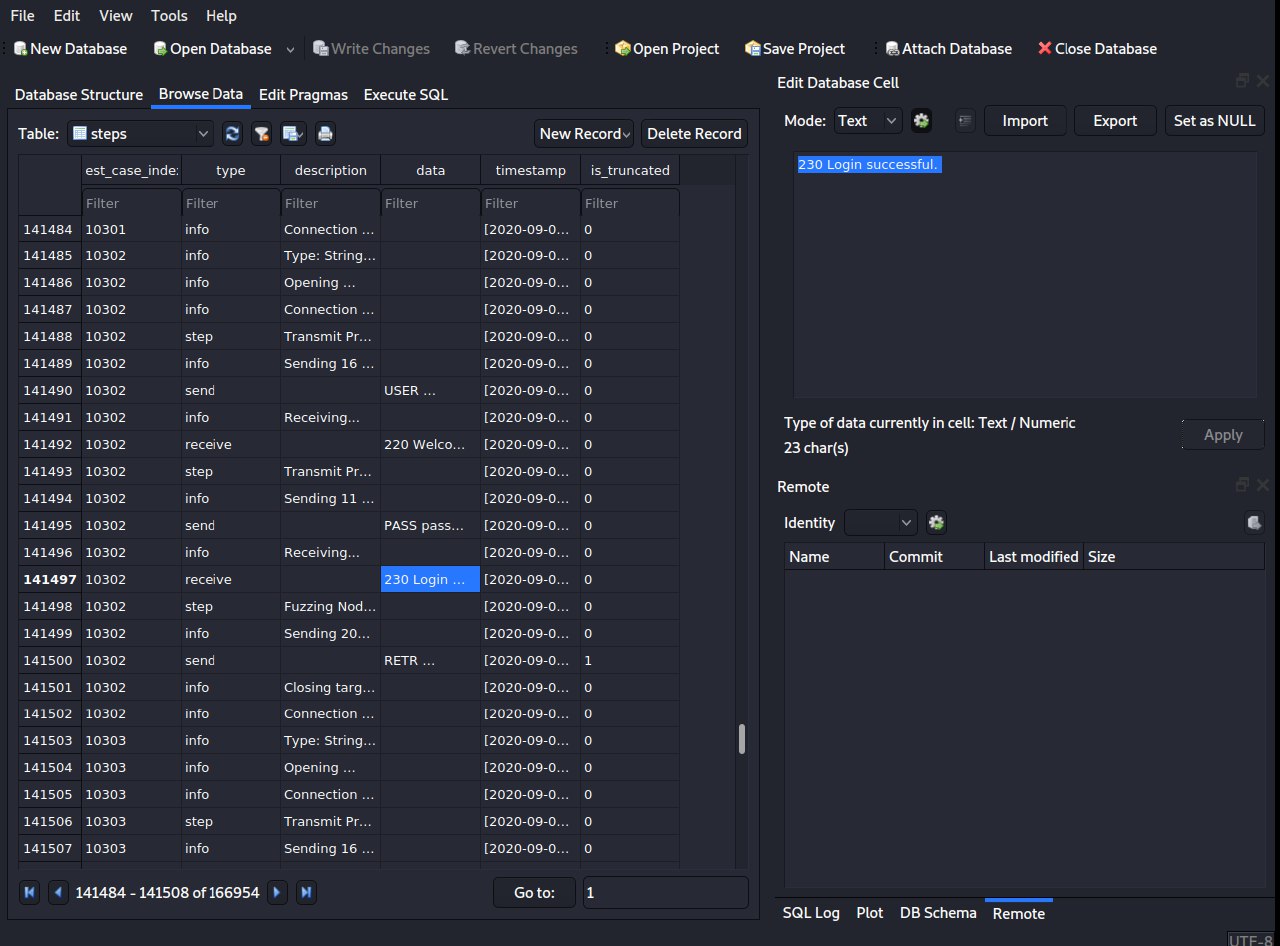 File Edit View Tools Help
New Database Open Database Write Changes Revert Changes Open Project Save Project Attach Database Close Database
Database Structure Browse Data Edit Pragmas Execute SQL
Table: steps New Record Delete Record
est_case_inde: type description data timestamp is_truncated
Filter Filter Filter Filter Filter Filter
141484 10301 info Connection ... [2020-09-0... 0
141485 10302 info Type: String... [2020-09-0... 0
141486 10302 info Opening ... [2020-09-0... 0
141487 10302 info Connection ... [2020-09-0... 0
141488 10302 step Transmit Pr... [2020-09-0... 0
141489 10302 info Sending 16 ... [2020-09-0... 0
141490 10302 send USER ... [2020-09-0... 0
141491 10302 info Receiving... [2020-09-0... 0
141492 10302 receive 220 Welco... [2020-09-0... 0
141493 10302 step Transmit Pr... [2020-09-0... 0
141494 10302 info Sending 11 ... [2020-09-0... 0
141495 10302 send PASS pass... [2020-09-0... 0
141496 10302 info Receiving... [2020-09-0... 0
141497 10302 receive 230 Login ... [2020-09-0... 0
141498 10302 step Fuzzing Nod... [2020-09-0... 0
141499 10302 info Sending 20... [2020-09-0... 0
141500 10302 send RETR ... [2020-09-0... 1
141501 10302 info Closing targ... [2020-09-0... 0
141502 10302 info Connection ... [2020-09-0... 0
141503 10303 info Type: String... [2020-09-0... 0
141504 10303 info Opening ... [2020-09-0... 0
141505 10303 info Connection ... [2020-09-0... 0
141506 10303 step Transmit Pr... [2020-09-0... 0
141507 10303 info Sending 16 ... [2020-09-0... 0
141484 - 141508 of 166954 Go to: 1
Edit Database Cell
Mode: Text Import Export Set as NULL
230 Login successful.
Type of data currently in cell: Text / Numeric
23 char(s)
Apply
Remote
Identity
Name Commit Last modified Size
SQL Log Plot DB Schema Remote
UTF-8